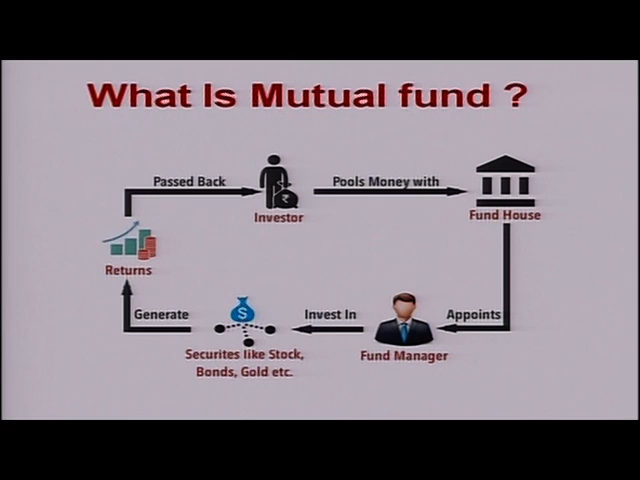 What Is Mutual fund ?
Passed Back
Pools Money with
Investor
Fund House
Returns
Generate
Invest In
Appoints
Securites like Stock,
Bonds, Gold etc.
Fund Manager